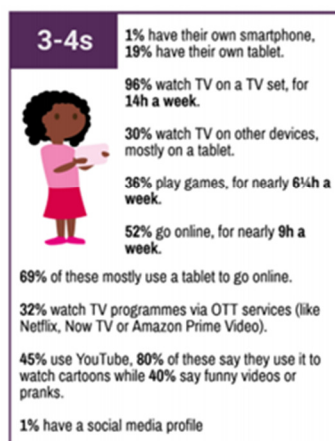 3-4s
1% have their own smartphone,
19% have their own tablet.
96% watch TV on a TV set, for
14h a week.
30% watch TV on other devices,
mostly on a tablet.
36% play games, for nearly 6¼h a
week.
52% go online, for nearly 9h a
week.
69% of these mostly use a tablet to go online.
32% watch TV programmes via OTT services (like
Netflix, Now TV or Amazon Prime Video).
45% use YouTube, 80% of these say they use it to
watch cartoons while 40% say funny videos or
pranks.
1% have a social media profile